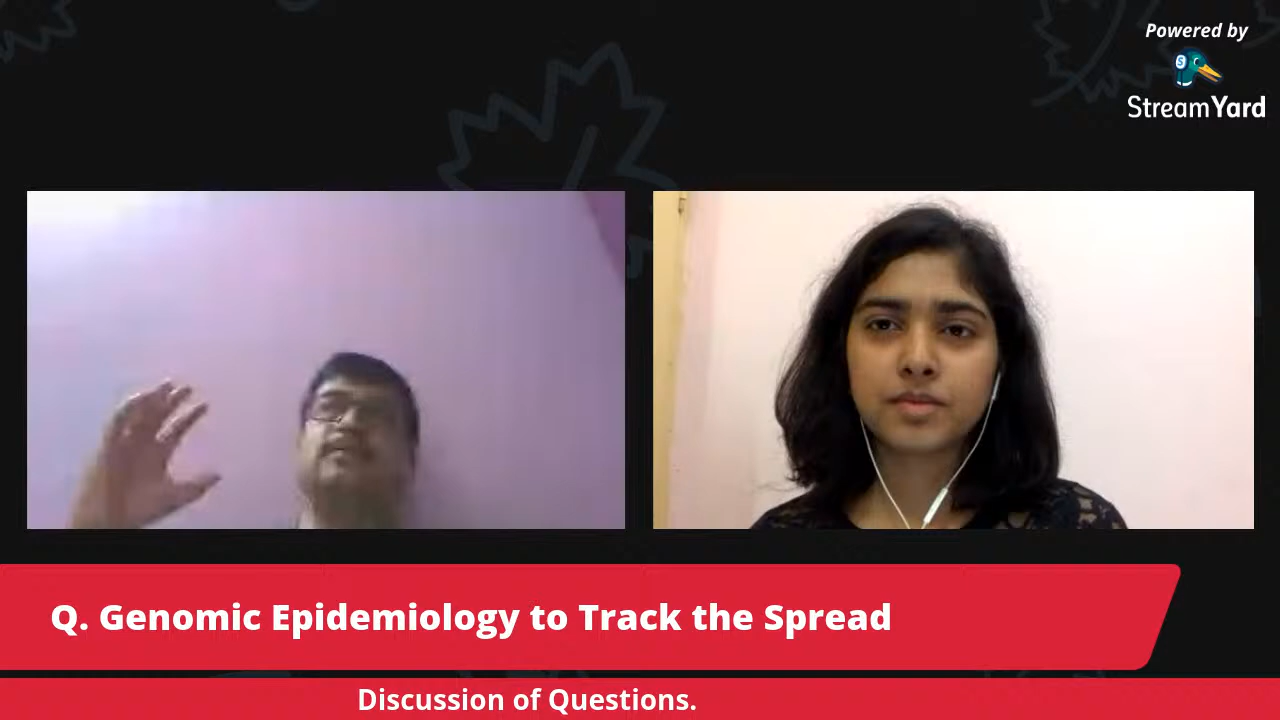 Powered by
StreamYard
Q. Genomic Epidemiology to Track the Spread
Discussion of Questions.